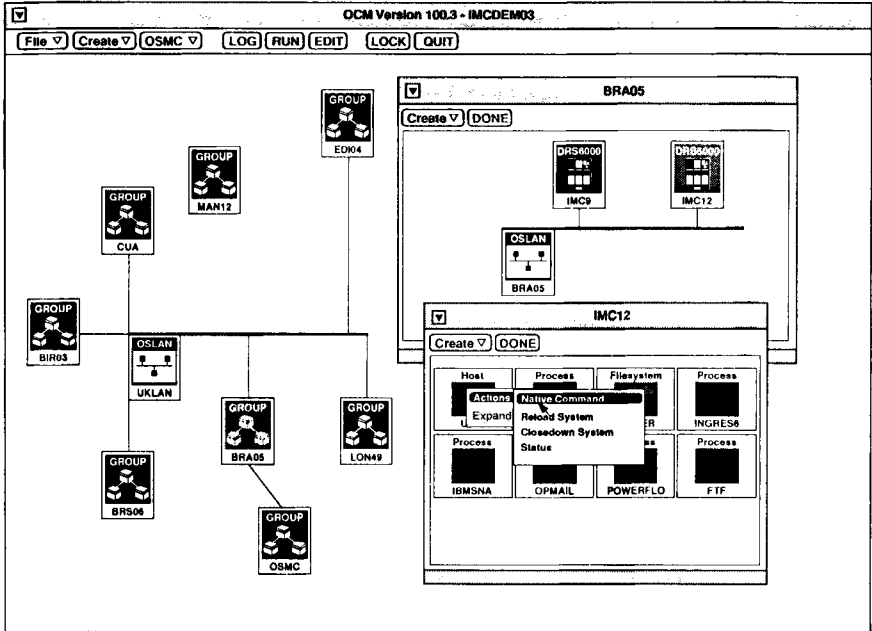 OCM Version 100.3 - IMCDEM03
File Create OSMC LOG RUN EDIT LOCK QUIT
GROUP
EDI04
GROUP
MAN12
GROUP
CUA
GROUP
BIR03
OSLAN
UKLAN
GROUP
BRA05
GROUP
LON49
GROUP
BRS06
GROUP
OSMC
BRA05
Create DONE
DRS6000
IMC9
DRS6000
IMC12
OSLAN
BRA05
IMC12
Create DONE
Host
Process
Filesystem
Process
INGRES6
Actions
Expand
Native Command
Reload System
Closedown System
Status
Process
IBMSNA
OPMAIL
POWERFLO
Process
FTF